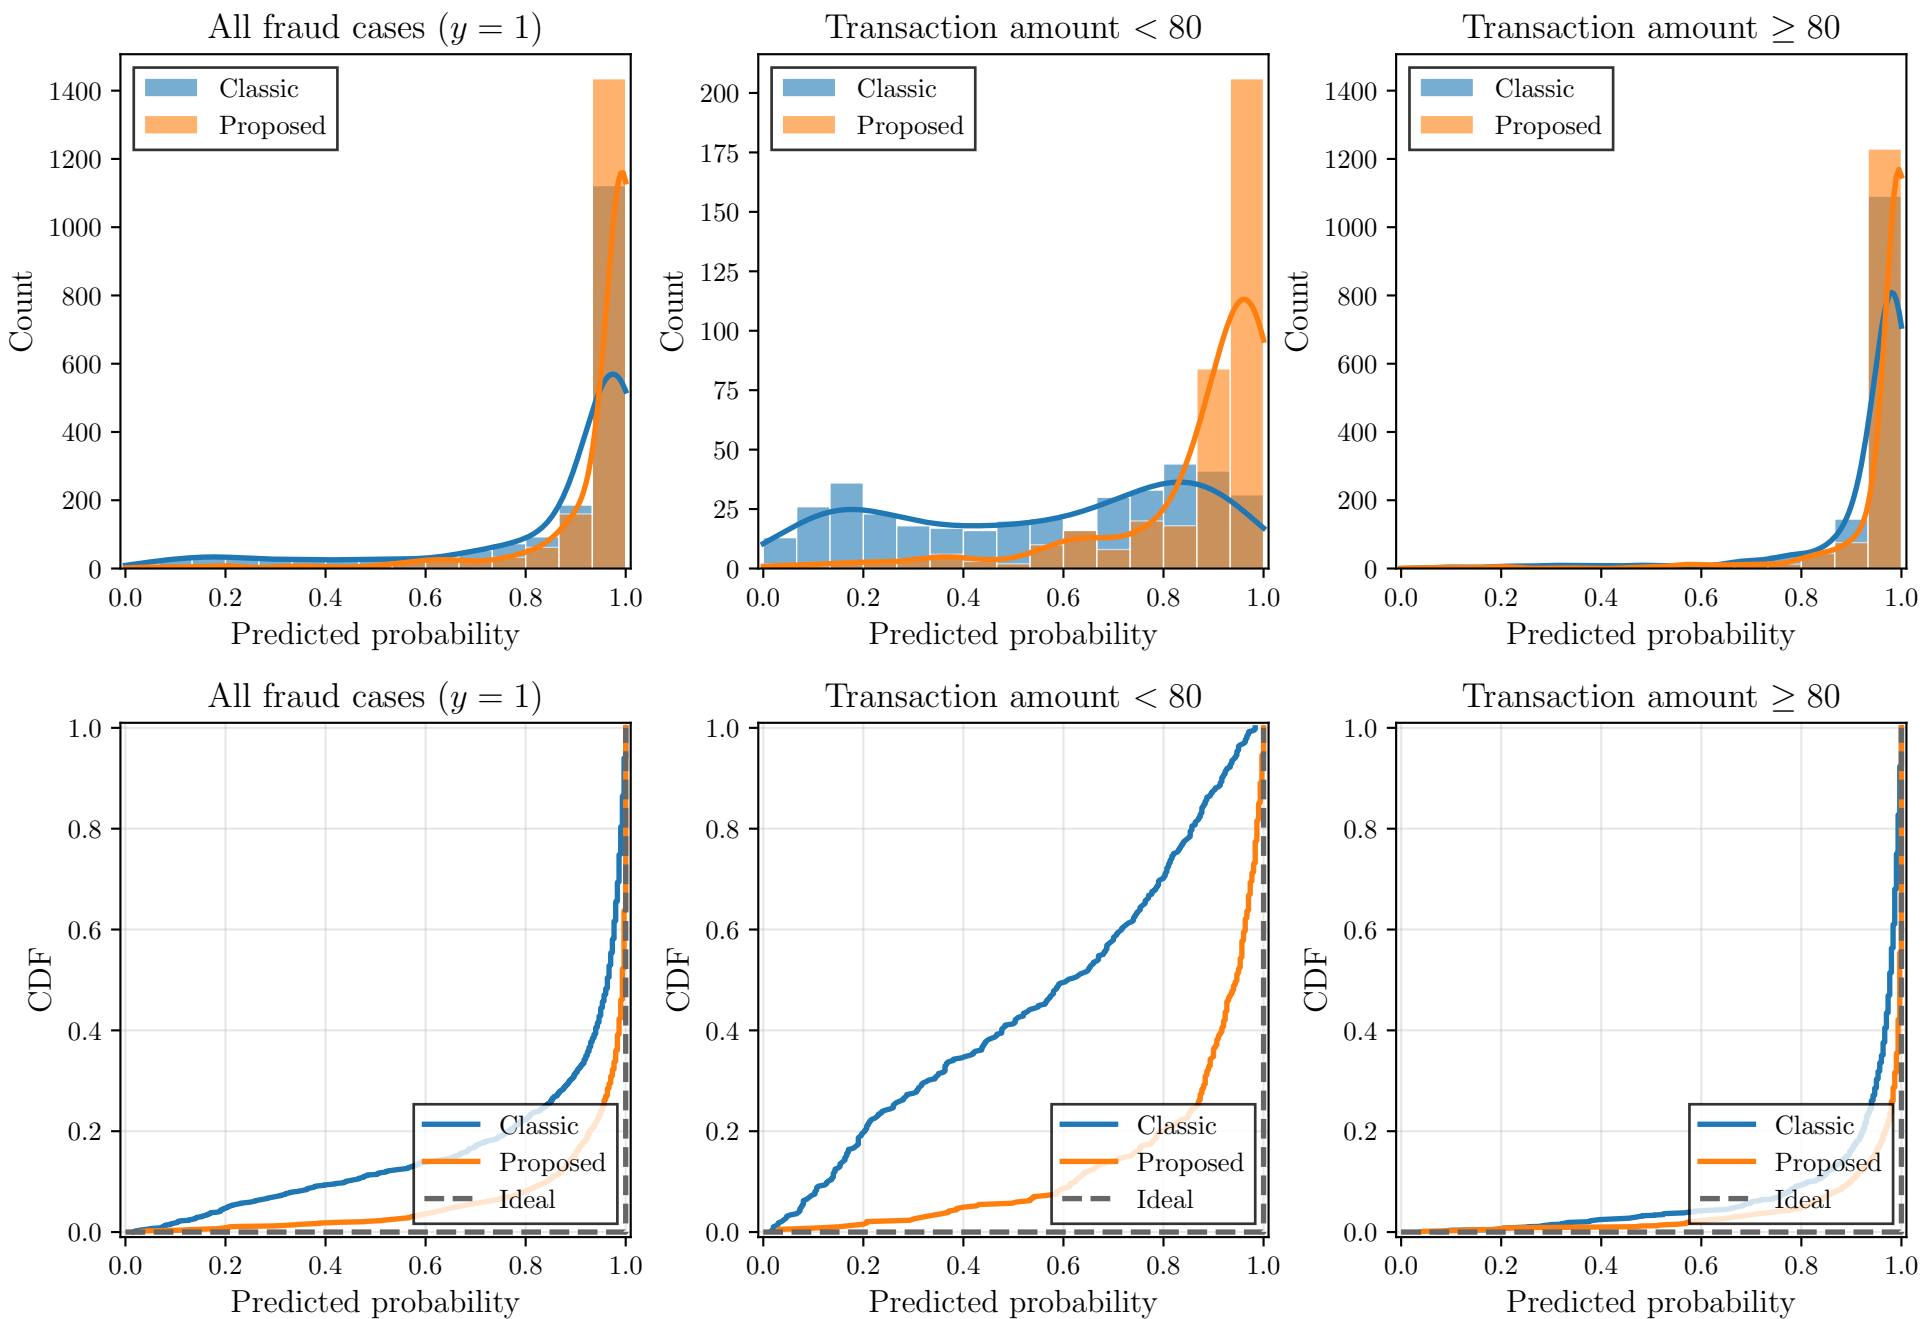 All fraud cases (y = 1)
Count
1400
1200
1000
800
600
400
200
0
Classic
Proposed
0.0 0.2 0.4 0.6 0.8 1.0
Predicted probability
Transaction amount < 80
Count
200
175
150
125
100
75
50
25
0
Classic
Proposed
0.0 0.2 0.4 0.6 0.8 1.0
Predicted probability
Transaction amount ≥ 80
Count
1400
1200
1000
800
600
400
200
0
Classic
Proposed
0.0 0.2 0.4 0.6 0.8 1.0
Predicted probability
All fraud cases (y = 1)
CDF
1.0
0.8
0.6
0.4
0.2
0.0
Classic
Proposed
Ideal
0.0 0.2 0.4 0.6 0.8 1.0
Predicted probability
Transaction amount < 80
CDF
1.0
0.8
0.6
0.4
0.2
0.0
Classic
Proposed
Ideal
0.0 0.2 0.4 0.6 0.8 1.0
Predicted probability
Transaction amount ≥ 80
CDF
1.0
0.8
0.6
0.4
0.2
0.0
Classic
Proposed
Ideal
0.0 0.2 0.4 0.6 0.8 1.0
Predicted probability